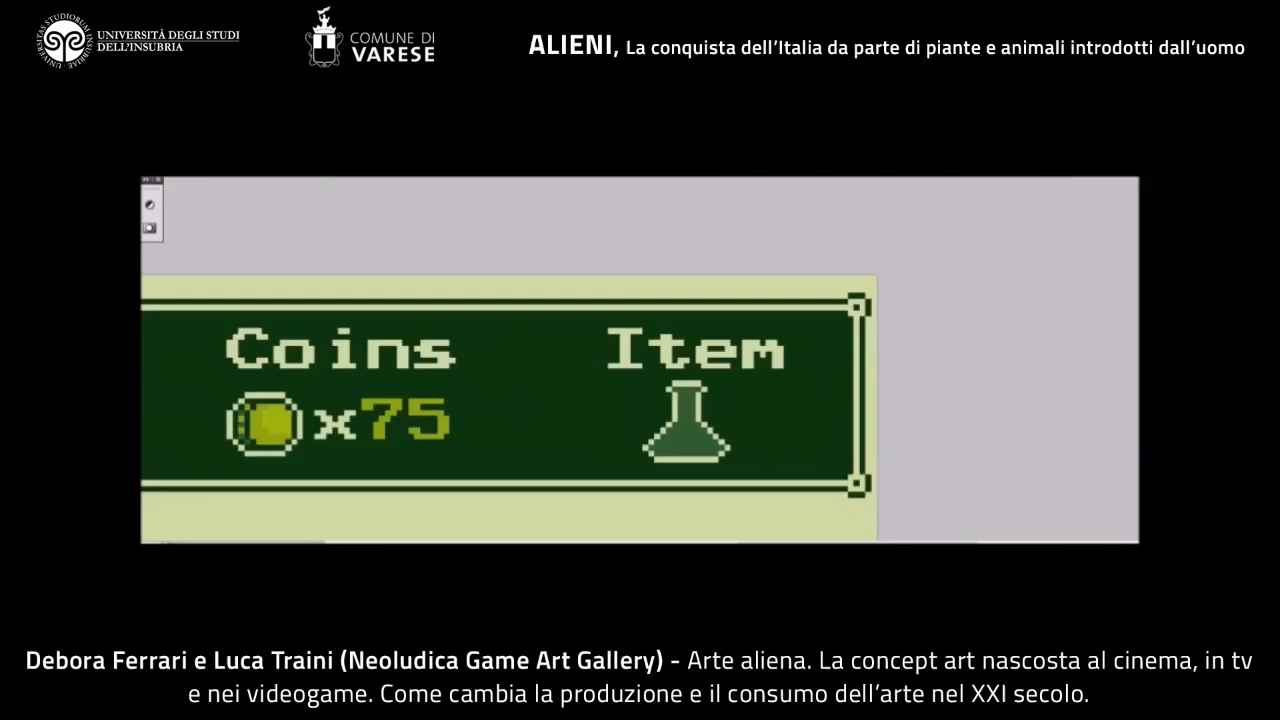 UNIVERSITÀ DEGLI STUDI
DELL'INSUBRIA
COMUNE DI
VARESE
ALIENI, La conquista dell'Italia da parte di piante e animali introdotti dall'uomo
Coins
Item
x75
Debora Ferrari e Luca Traini (Neoludica Game Art Gallery) - Arte aliena. La concept art nascosta al cinema, in tv
e nei videogame. Come cambia la produzione e il consumo dell'arte nel XXI secolo.